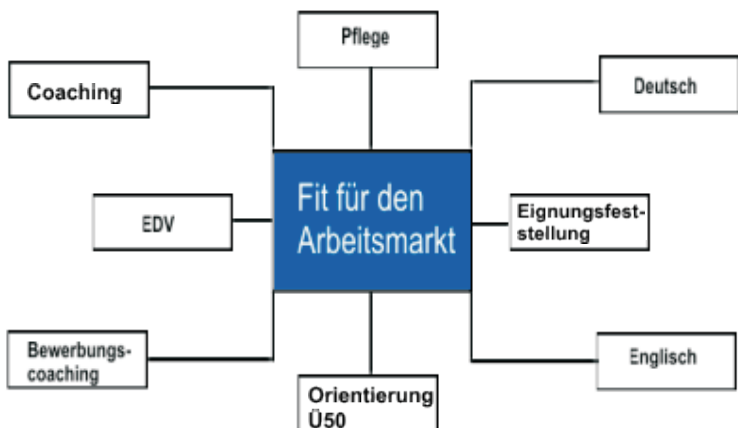 Pflege
Coaching
Deutsch
Fit für den
Arbeitsmarkt
EDV
Eignungsfest-
stellung
Bewerbungs-
coaching
Englisch
Orientierung
Ü50